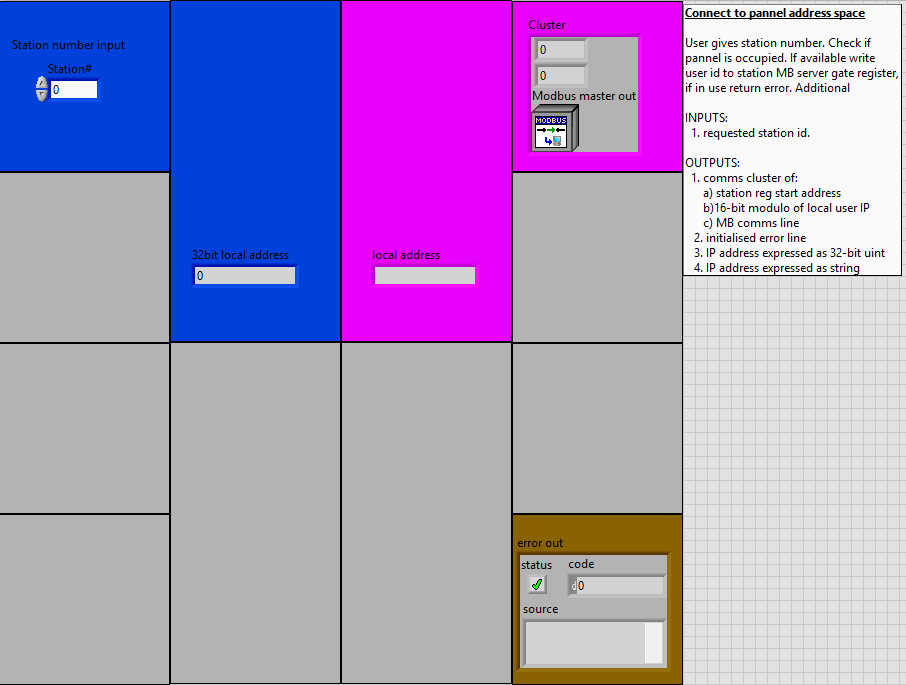 Station number input
Station#
0
32bit local address
0
local address
Cluster
0
0
Modbus master out
MODBUS
error out
status
code
d
0
source
Connect to pannel address space
User gives station number. Check if
pannel is occupied. If available write
user id to station MB server gate register,
if in use return error. Additional
INPUTS:
1. requested station id.
OUTPUTS:
1. comms cluster of:
a) station reg start address
b)16-bit modulo of local user IP
c) MB comms line
2. initialised error line
3. IP address expressed as 32-bit uint
4. IP address expressed as string